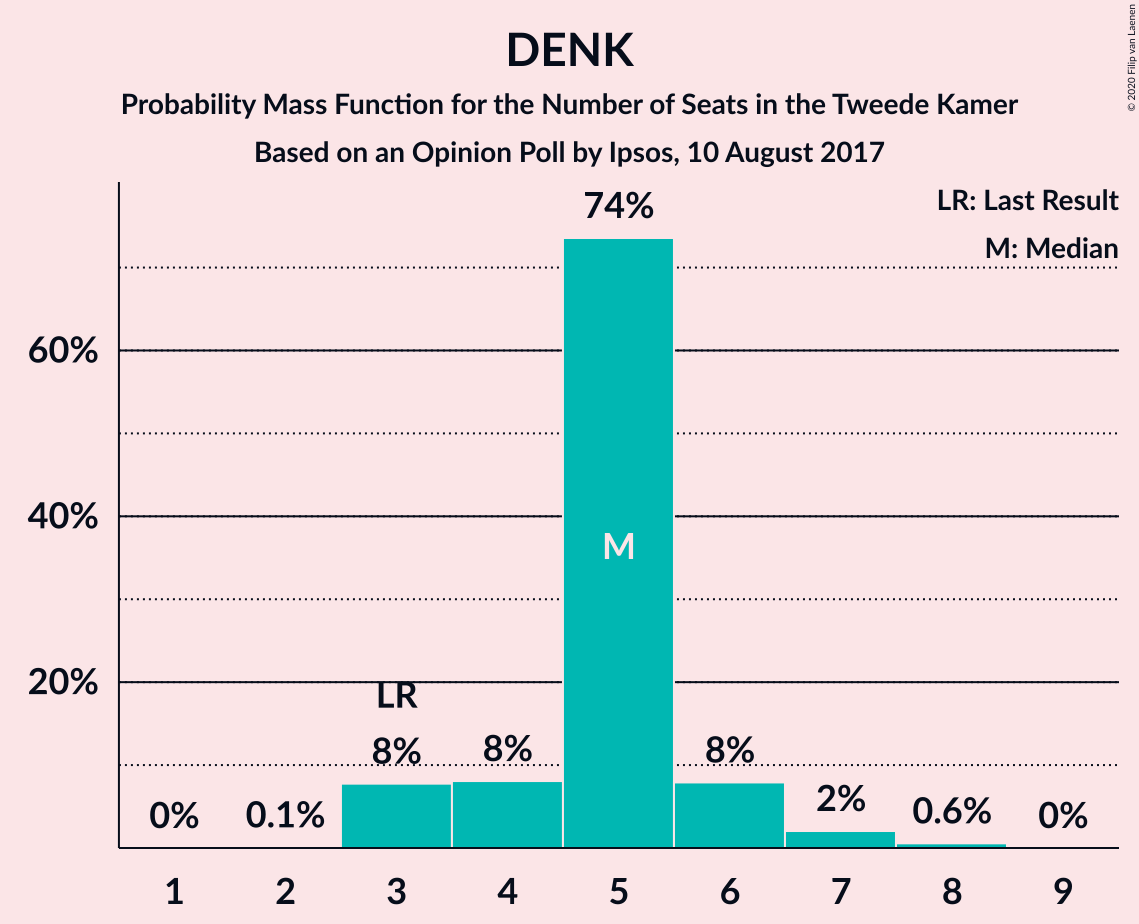 DENK
Probability Mass Function for the Number of Seats in the Tweede Kamer
Based on an Opinion Poll by Ipsos, 10 August 2017
© 2020 Filip van Laenen
LR: Last Result
M: Median
74%
60%
40%
M
20%
LR
8%
8%
8%
0%
0.1%
2%
0.6%
0%
1 2 3 4 5 6 7 8 9